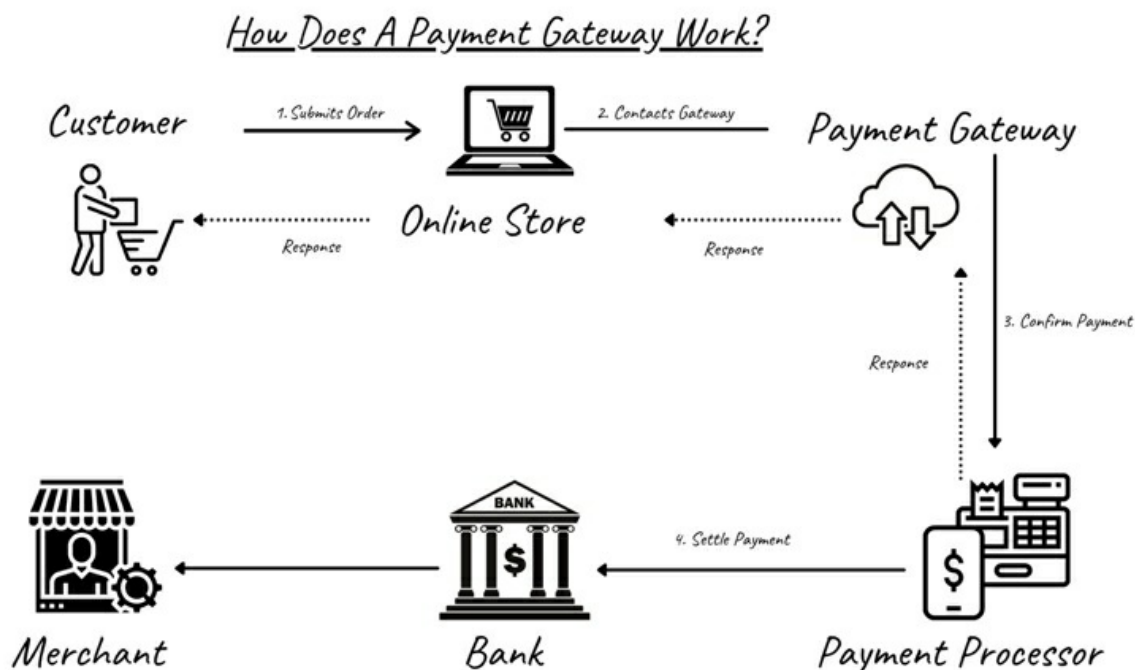 How Does A Payment Gateway Work?
Customer
1. Submits Order
2. Contacts Gateway
Payment Gateway
Online Store
Response
Response
3. Confirm Payment
Response
BANK
$
4. Settle Payment
$
Merchant
Bank
Payment Processor